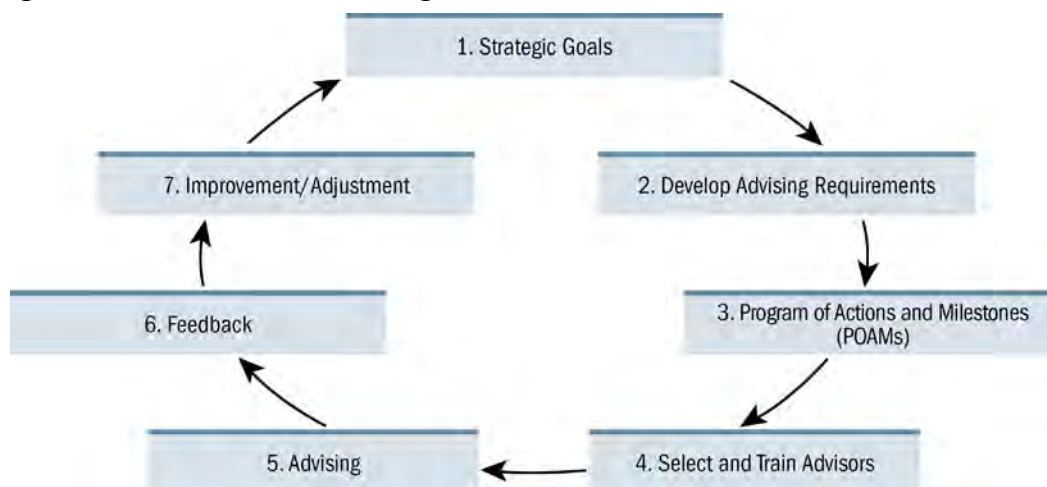 1. Strategic Goals
2. Develop Advising Requirements
3. Program of Actions and Milestones
(POAMs)
4. Select and Train Advisors
5. Advising
6. Feedback
7. Improvement/Adjustment